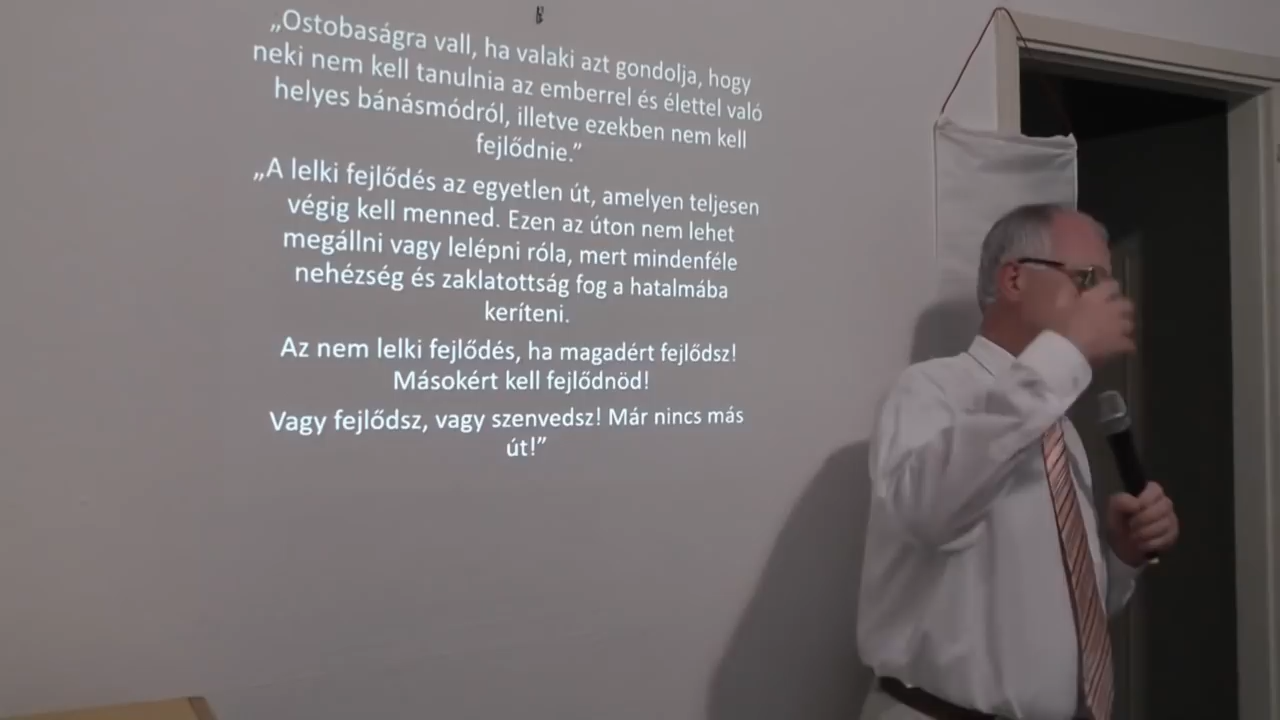 „Ostobaságra vall, ha valaki azt gondolja, hogy
neki nem kell tanulnia az emberrel és élettel való
helyes bánásmódról, illetve ezekben nem kell
fejlődnie.”
„A lelki fejlődés az egyetlen út, amelyen teljesen
végig kell menned. Ezen az úton nem lehet
megállni vagy lelépni róla, mert mindenféle
nehézség és zaklatottság fog a hatalmába
keríteni.
Az nem lelki fejlődés, ha magadért fejlődsz!
Másokért kell fejlődnöd!
Vagy fejlődsz, vagy szenvedsz! Már nincs más
út!”